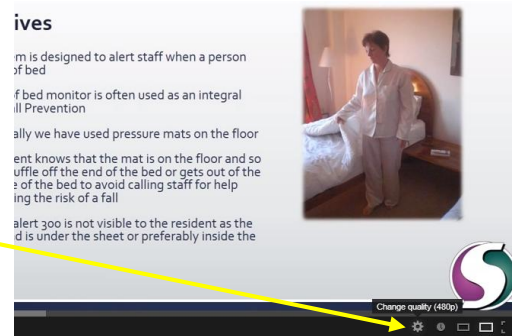 ives
m is designed to alert staff when a person
of bed
f bed monitor is often used as an integral
ll Prevention
ally we have used pressure mats on the floor
ent knows that the mat is on the floor and so
uffle off the end of the bed or gets out of the
e of the bed to avoid calling staff for help
ing the risk of a fall
alert 300 is not visible to the resident as the
d is under the sheet or preferably inside the
Change quality (480p)